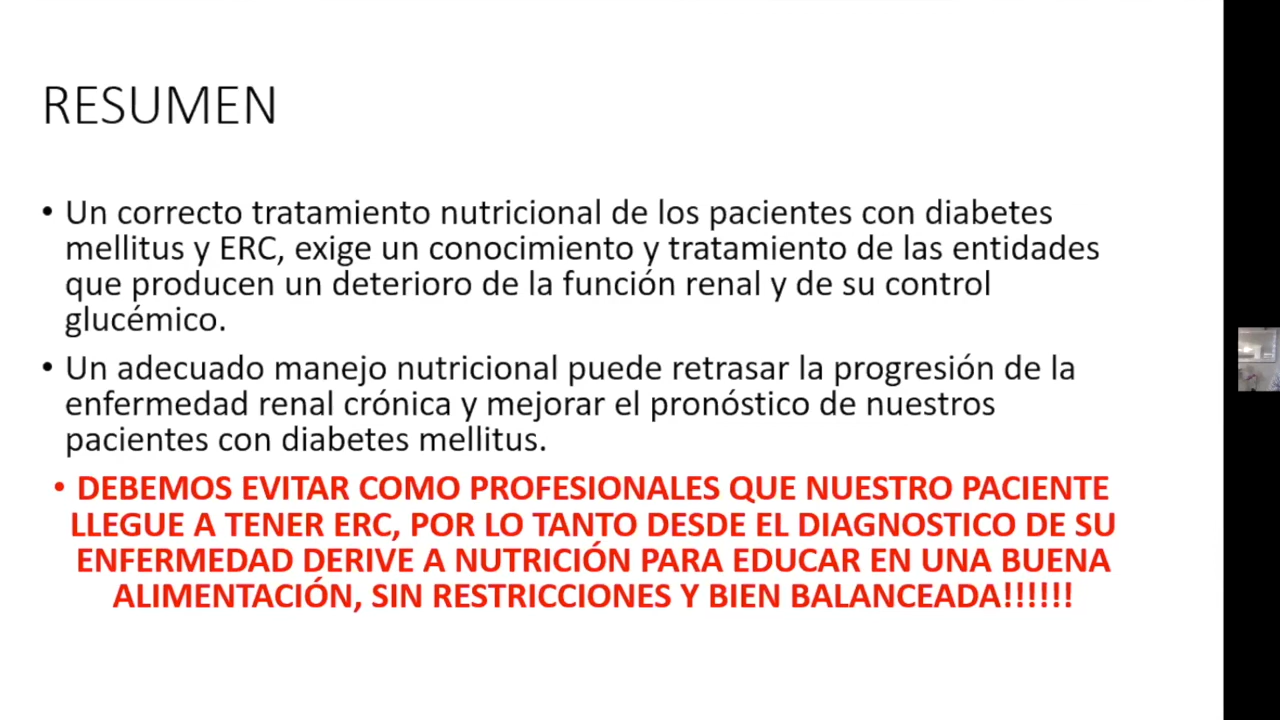 RESUMEN
• Un correcto tratamiento nutricional de los pacientes con diabetes
mellitus y ERC, exige un conocimiento y tratamiento de las entidades
que producen un deterioro de la función renal y de su control
glucémico.
• Un adecuado manejo nutricional puede retrasar la progresión de la
enfermedad renal crónica y mejorar el pronóstico de nuestros
pacientes con diabetes mellitus.
• DEBEMOS EVITAR COMO PROFESIONALES QUE NUESTRO PACIENTE
LLEGUE A TENER ERC, POR LO TANTO DESDE EL DIAGNOSTICO DE SU
ENFERMEDAD DERIVE A NUTRICIÓN PARA EDUCAR EN UNA BUENA
ALIMENTACIÓN, SIN RESTRICCIONES Y BIEN BALANCEADA!!!!!!